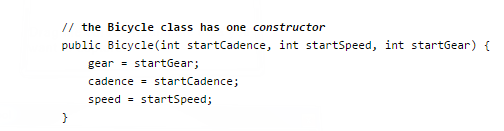 // the Bicycle class has one constructor
public Bicycle(int startCadence, int startSpeed, int startGear) {
    gear = startGear;
    cadence = startCadence;
    speed = startSpeed;
}